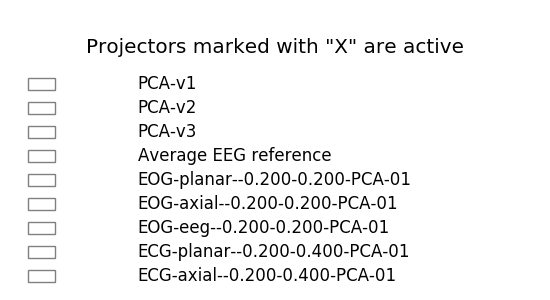 Projectors marked with "X" are active
PCA-v1
PCA-v2
PCA-v3
Average EEG reference
EOG-planar--0.200-0.200-PCA-01
EOG-axial--0.200-0.200-PCA-01
EOG-eeg--0.200-0.200-PCA-01
ECG-planar--0.200-0.400-PCA-01
ECG-axial--0.200-0.400-PCA-01